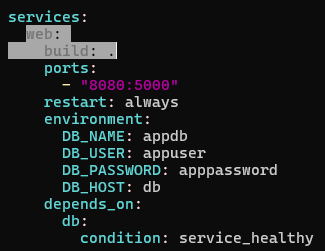 services:
  web:
    build: .
    ports:
      - "8080:5000"
    restart: always
    environment:
      DB_NAME: appdb
      DB_USER: appuser
      DB_PASSWORD: apppassword
      DB_HOST: db
    depends_on:
      db:
        condition: service_healthy